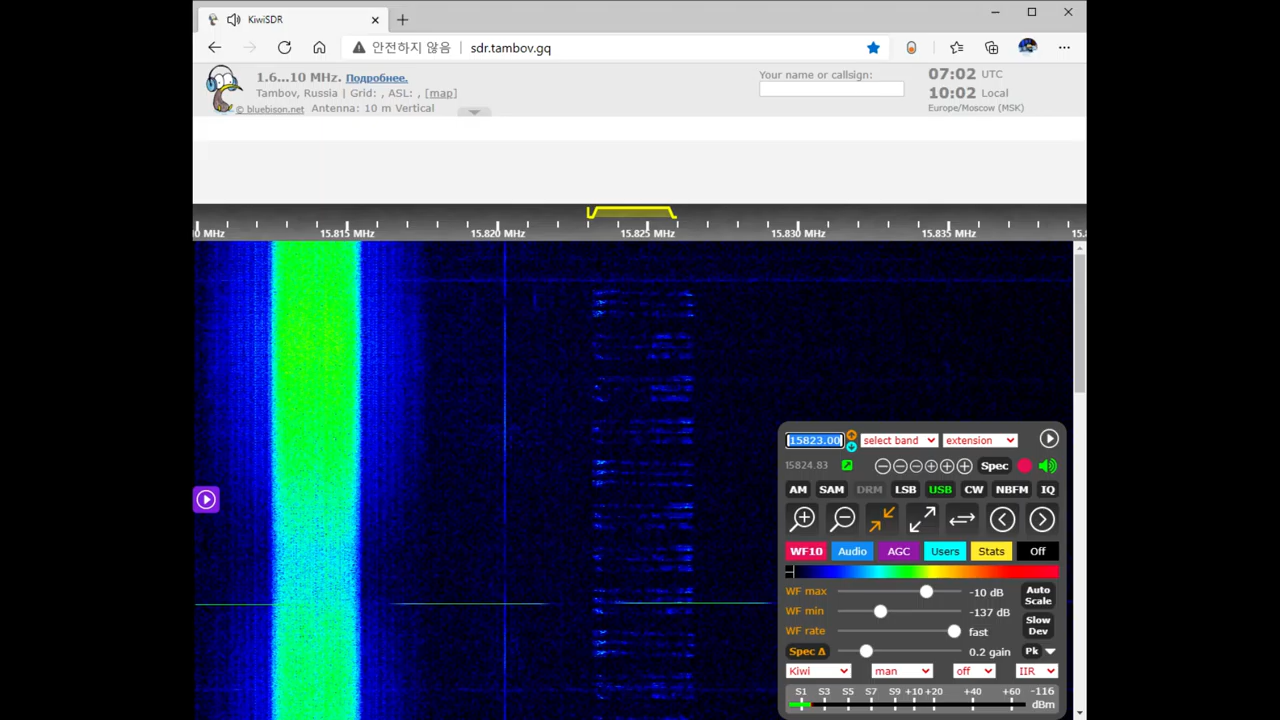 KiwiSDR
안전하지 않음 sdr.tambov.gq
1.6...10 MHz. Подробнее.
Tambov, Russia | Grid: , ASL: , [map]
© bluebison.net Antenna: 10 m Vertical
Your name or callsign:
07:02 UTC
10:02 Local
Europe/Moscow (MSK)
0 MHz 15.815 MHz 15.820 MHz 15.825 MHz 15.830 MHz 15.835 MHz 15.8
15823.00 select band extension
15824.83 Spec
AM SAM DRM LSB USB CW NBFM IQ
WF10 Audio AGC Users Stats Off
WF max -10 dB Auto Scale
WF min -137 dB
WF rate fast Slow Dev
Spec Δ 0.2 gain Pk
Kiwi man off IIR
S1 S3 S5 S7 S9 +10 +20 +40 +60 -116
dBm